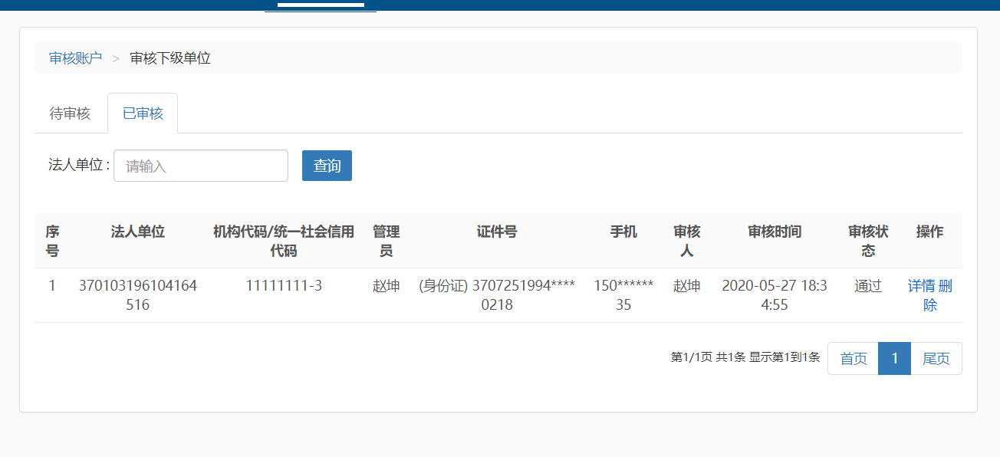 审核账户 > 审核下级单位
待审核 已审核
法人单位 : 请输入 查询
序 法人单位 机构代码/统一社会信用 管理 证件号 手机 审核 审核时间 审核状 操作
号 代码 员 人 态
1 370103196104164 11111111-3 赵坤 (身份证) 3707251994**** 150****** 赵坤 2020-05-27 18:3 通过 详情 删
516 0218 35 4:55 除
第1/1页 共1条 显示第1到1条 首页 1 尾页